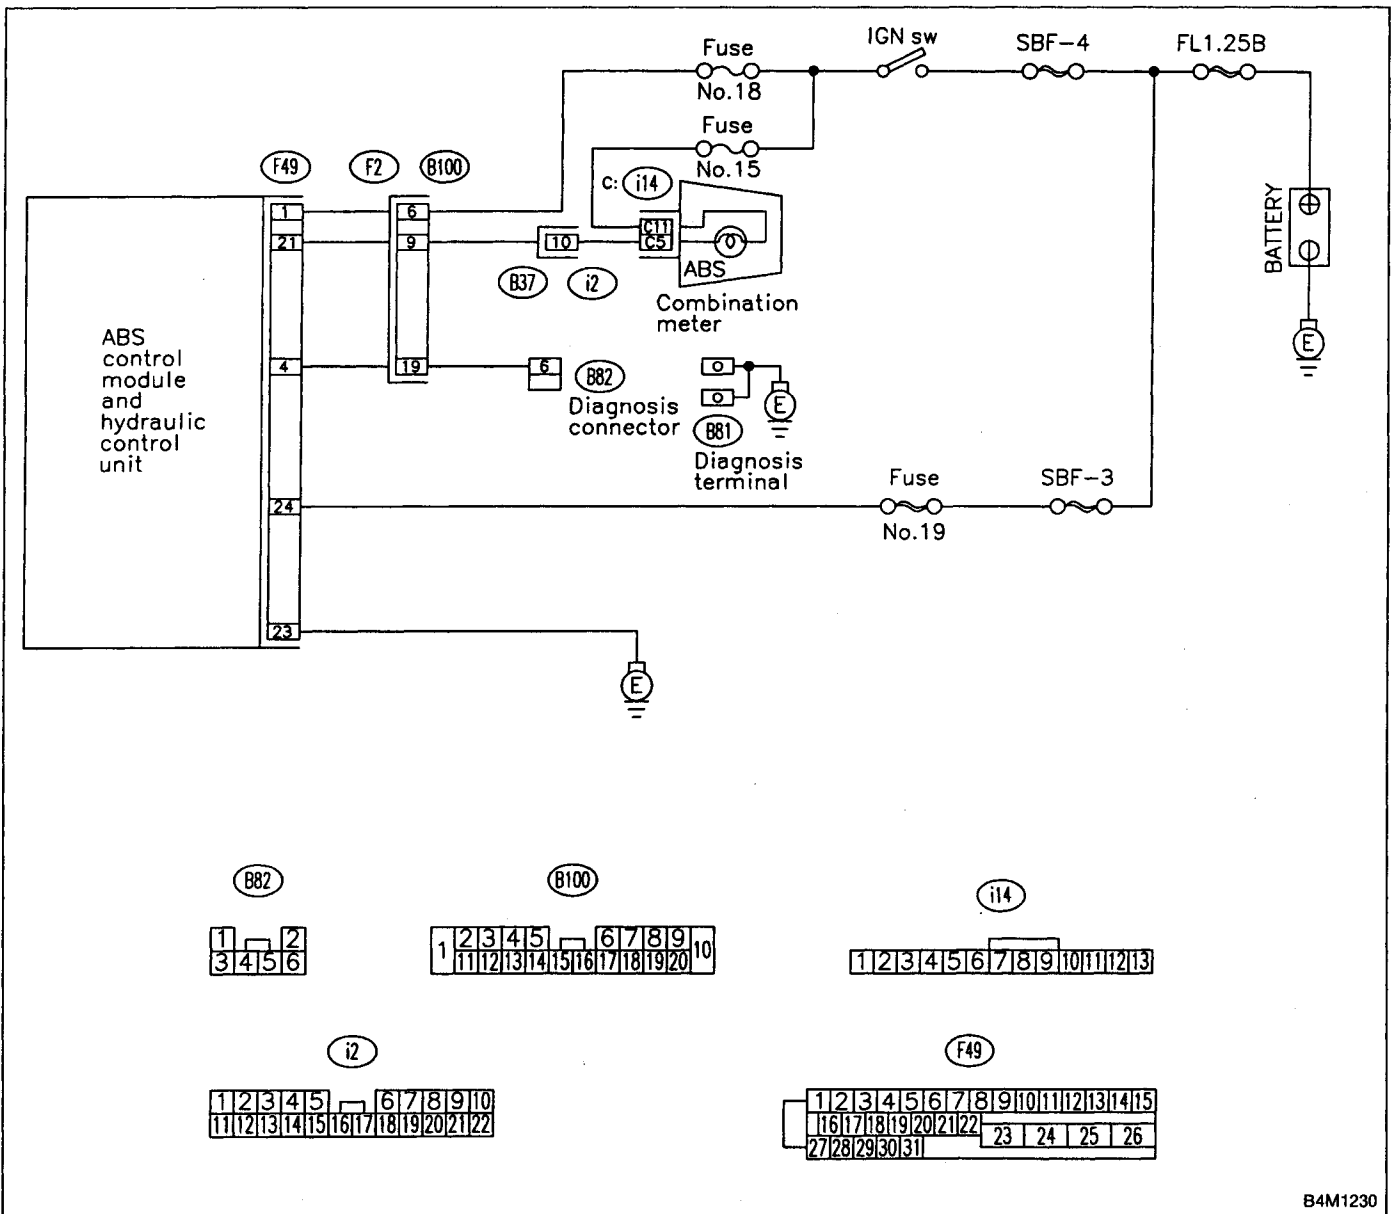 IGN sw
SBF-4
FL1.25B
Fuse
No.18
Fuse
No.15
F49
F2
B100
C: i14
1
6
C11
21
9
10
C5
ABS
B37
i2
Combination
meter
BATTERY
E
ABS
control
module
and
hydraulic
control
unit
4
19
6
B82
Diagnosis
connector
E
B81
Diagnosis
terminal
24
Fuse
No.19
SBF-3
23
E
B82
1 2
3 4 5 6
B100
1 2 3 4 5 6 7 8 9 10
11 12 13 14 15 16 17 18 19 20
i14
1 2 3 4 5 6 7 8 9 10 11 12 13
i2
1 2 3 4 5 6 7 8 9 10
11 12 13 14 15 16 17 18 19 20 21 22
F49
1 2 3 4 5 6 7 8 9 10 11 12 13 14 15
16 17 18 19 20 21 22 23 24 25 26
27 28 29 30 31
B4M1230